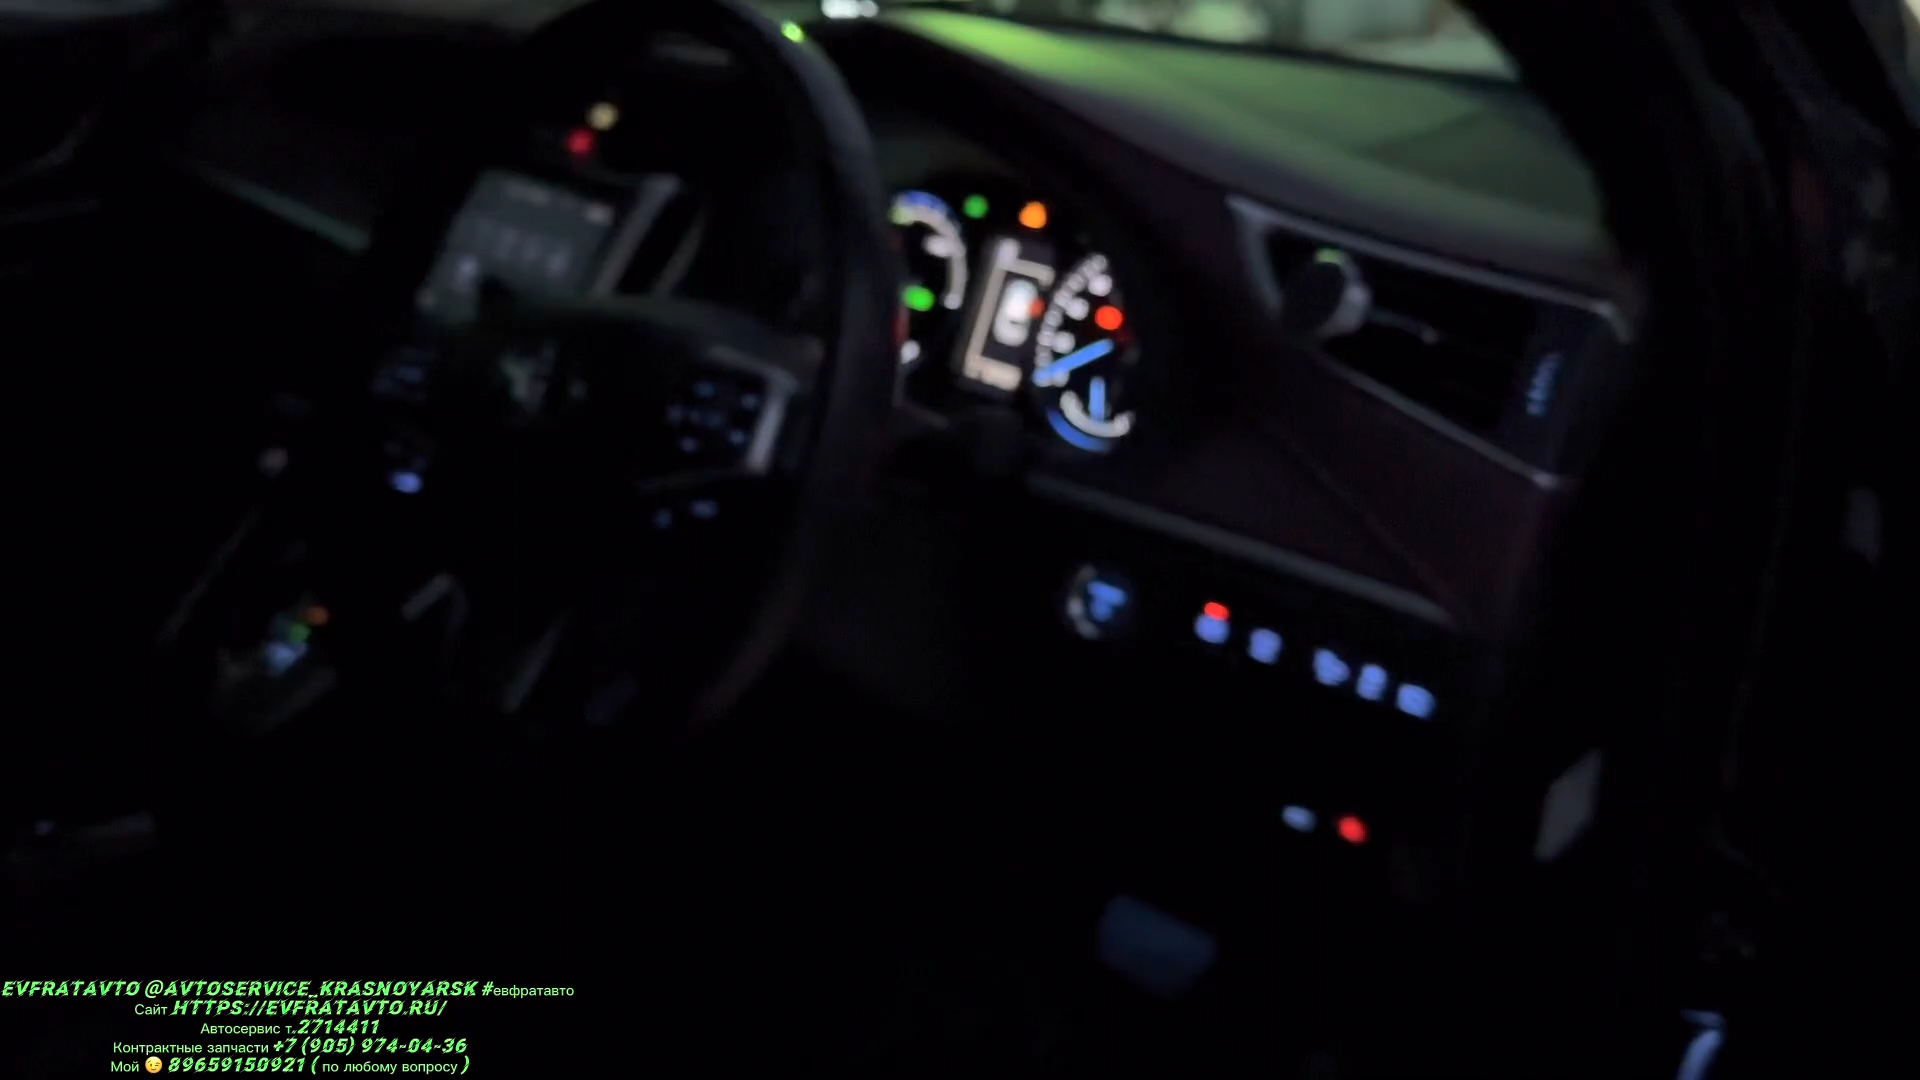 EVFRATAVTO @AVTOSERVICE_KRASNOYARSK #евфратавто
Сайт HTTPS://EVFRATAVTO.RU/
Автосервис т.2714411
Контрактные запчасти +7 (905) 974-04-36
Мой 😉 89659150921 ( по любому вопросу )